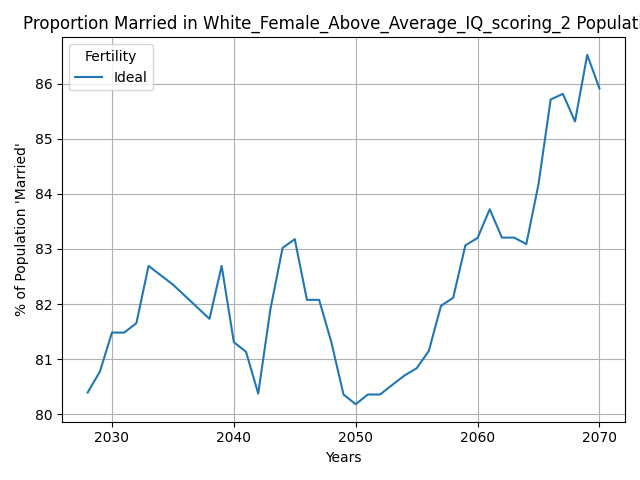 Proportion Married in White_Female_Above_Average_IQ_scoring_2 Populati
Fertility
Ideal
% of Population 'Married'
86
85
84
83
82
81
80
2030 2040 2050 2060 2070
Years